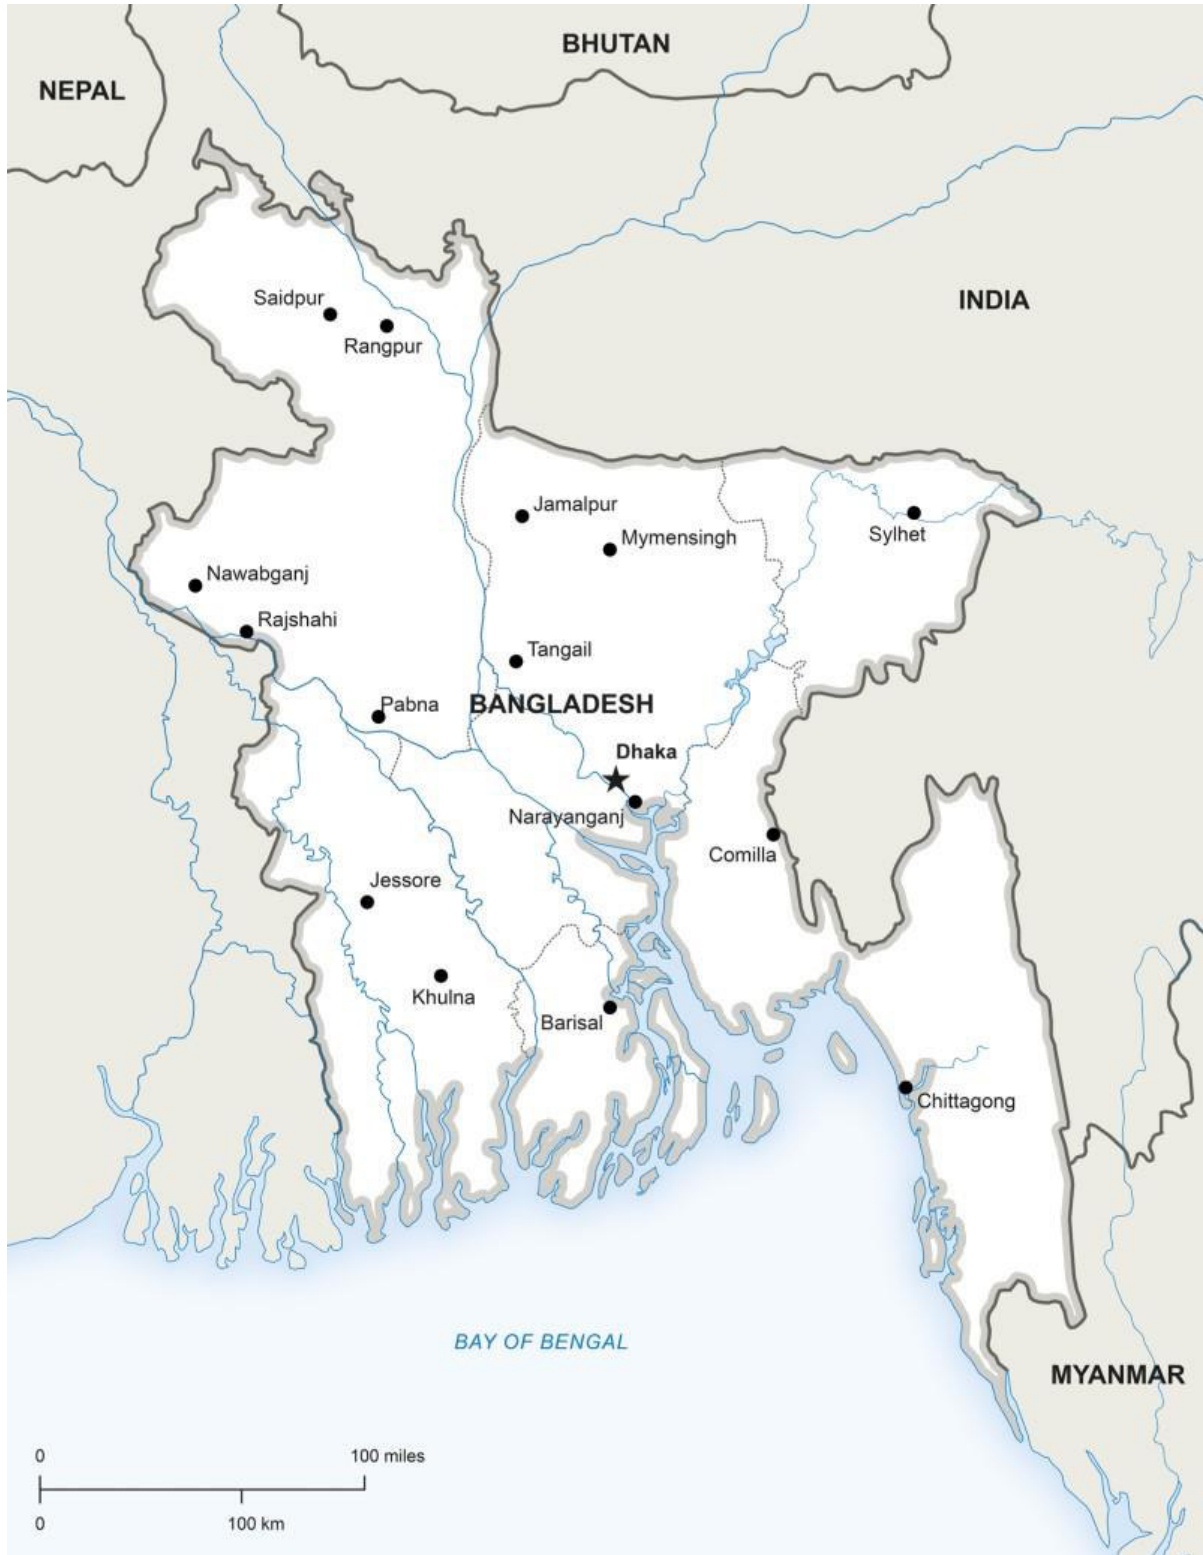 BHUTAN
NEPAL
INDIA
Saidpur
Rangpur
Jamalpur
Mymensingh
Sylhet
Nawabganj
Rajshahi
Tangail
Pabna
BANGLADESH
Dhaka
Narayanganj
Comilla
Jessore
Khulna
Barisal
Chittagong
BAY OF BENGAL
MYANMAR
0 100 miles
0 100 km